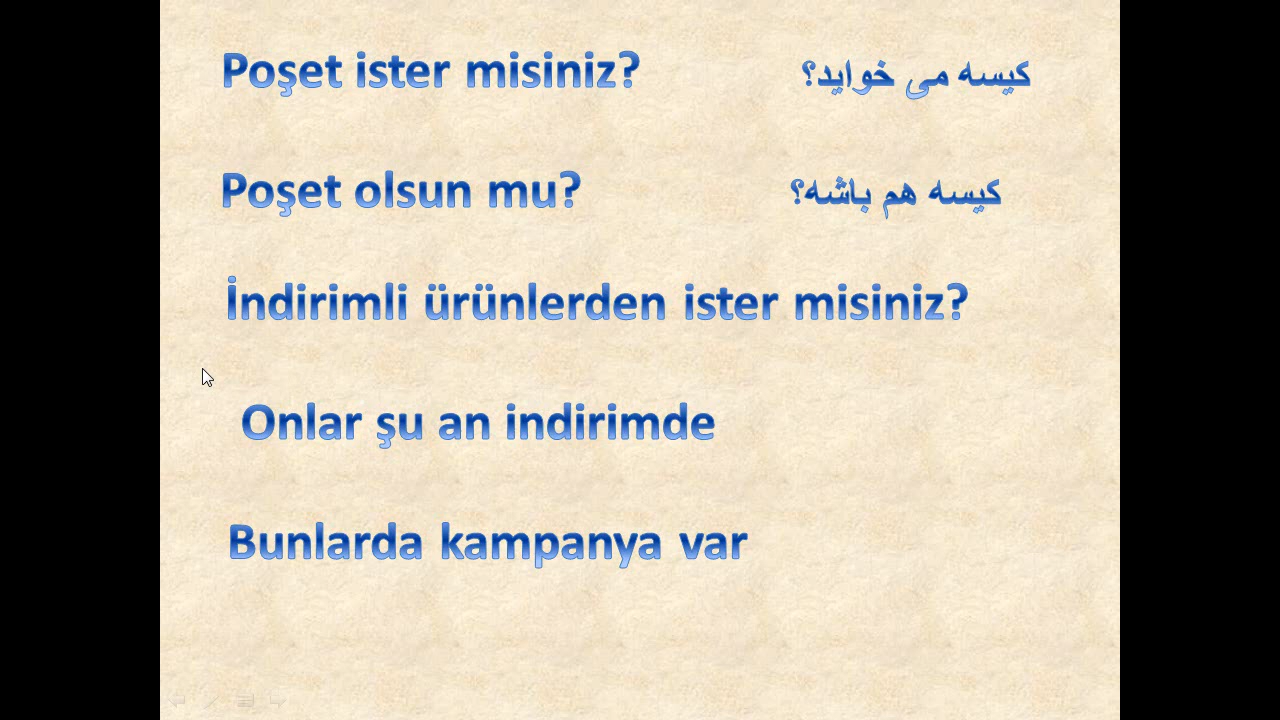 Poşet ister misiniz? کیسه می خواید؟
Poşet olsun mu? کیسه هم باشه؟
İndirimli ürünlerden ister misiniz?
Onlar şu an indirimde
Bunlarda kampanya var